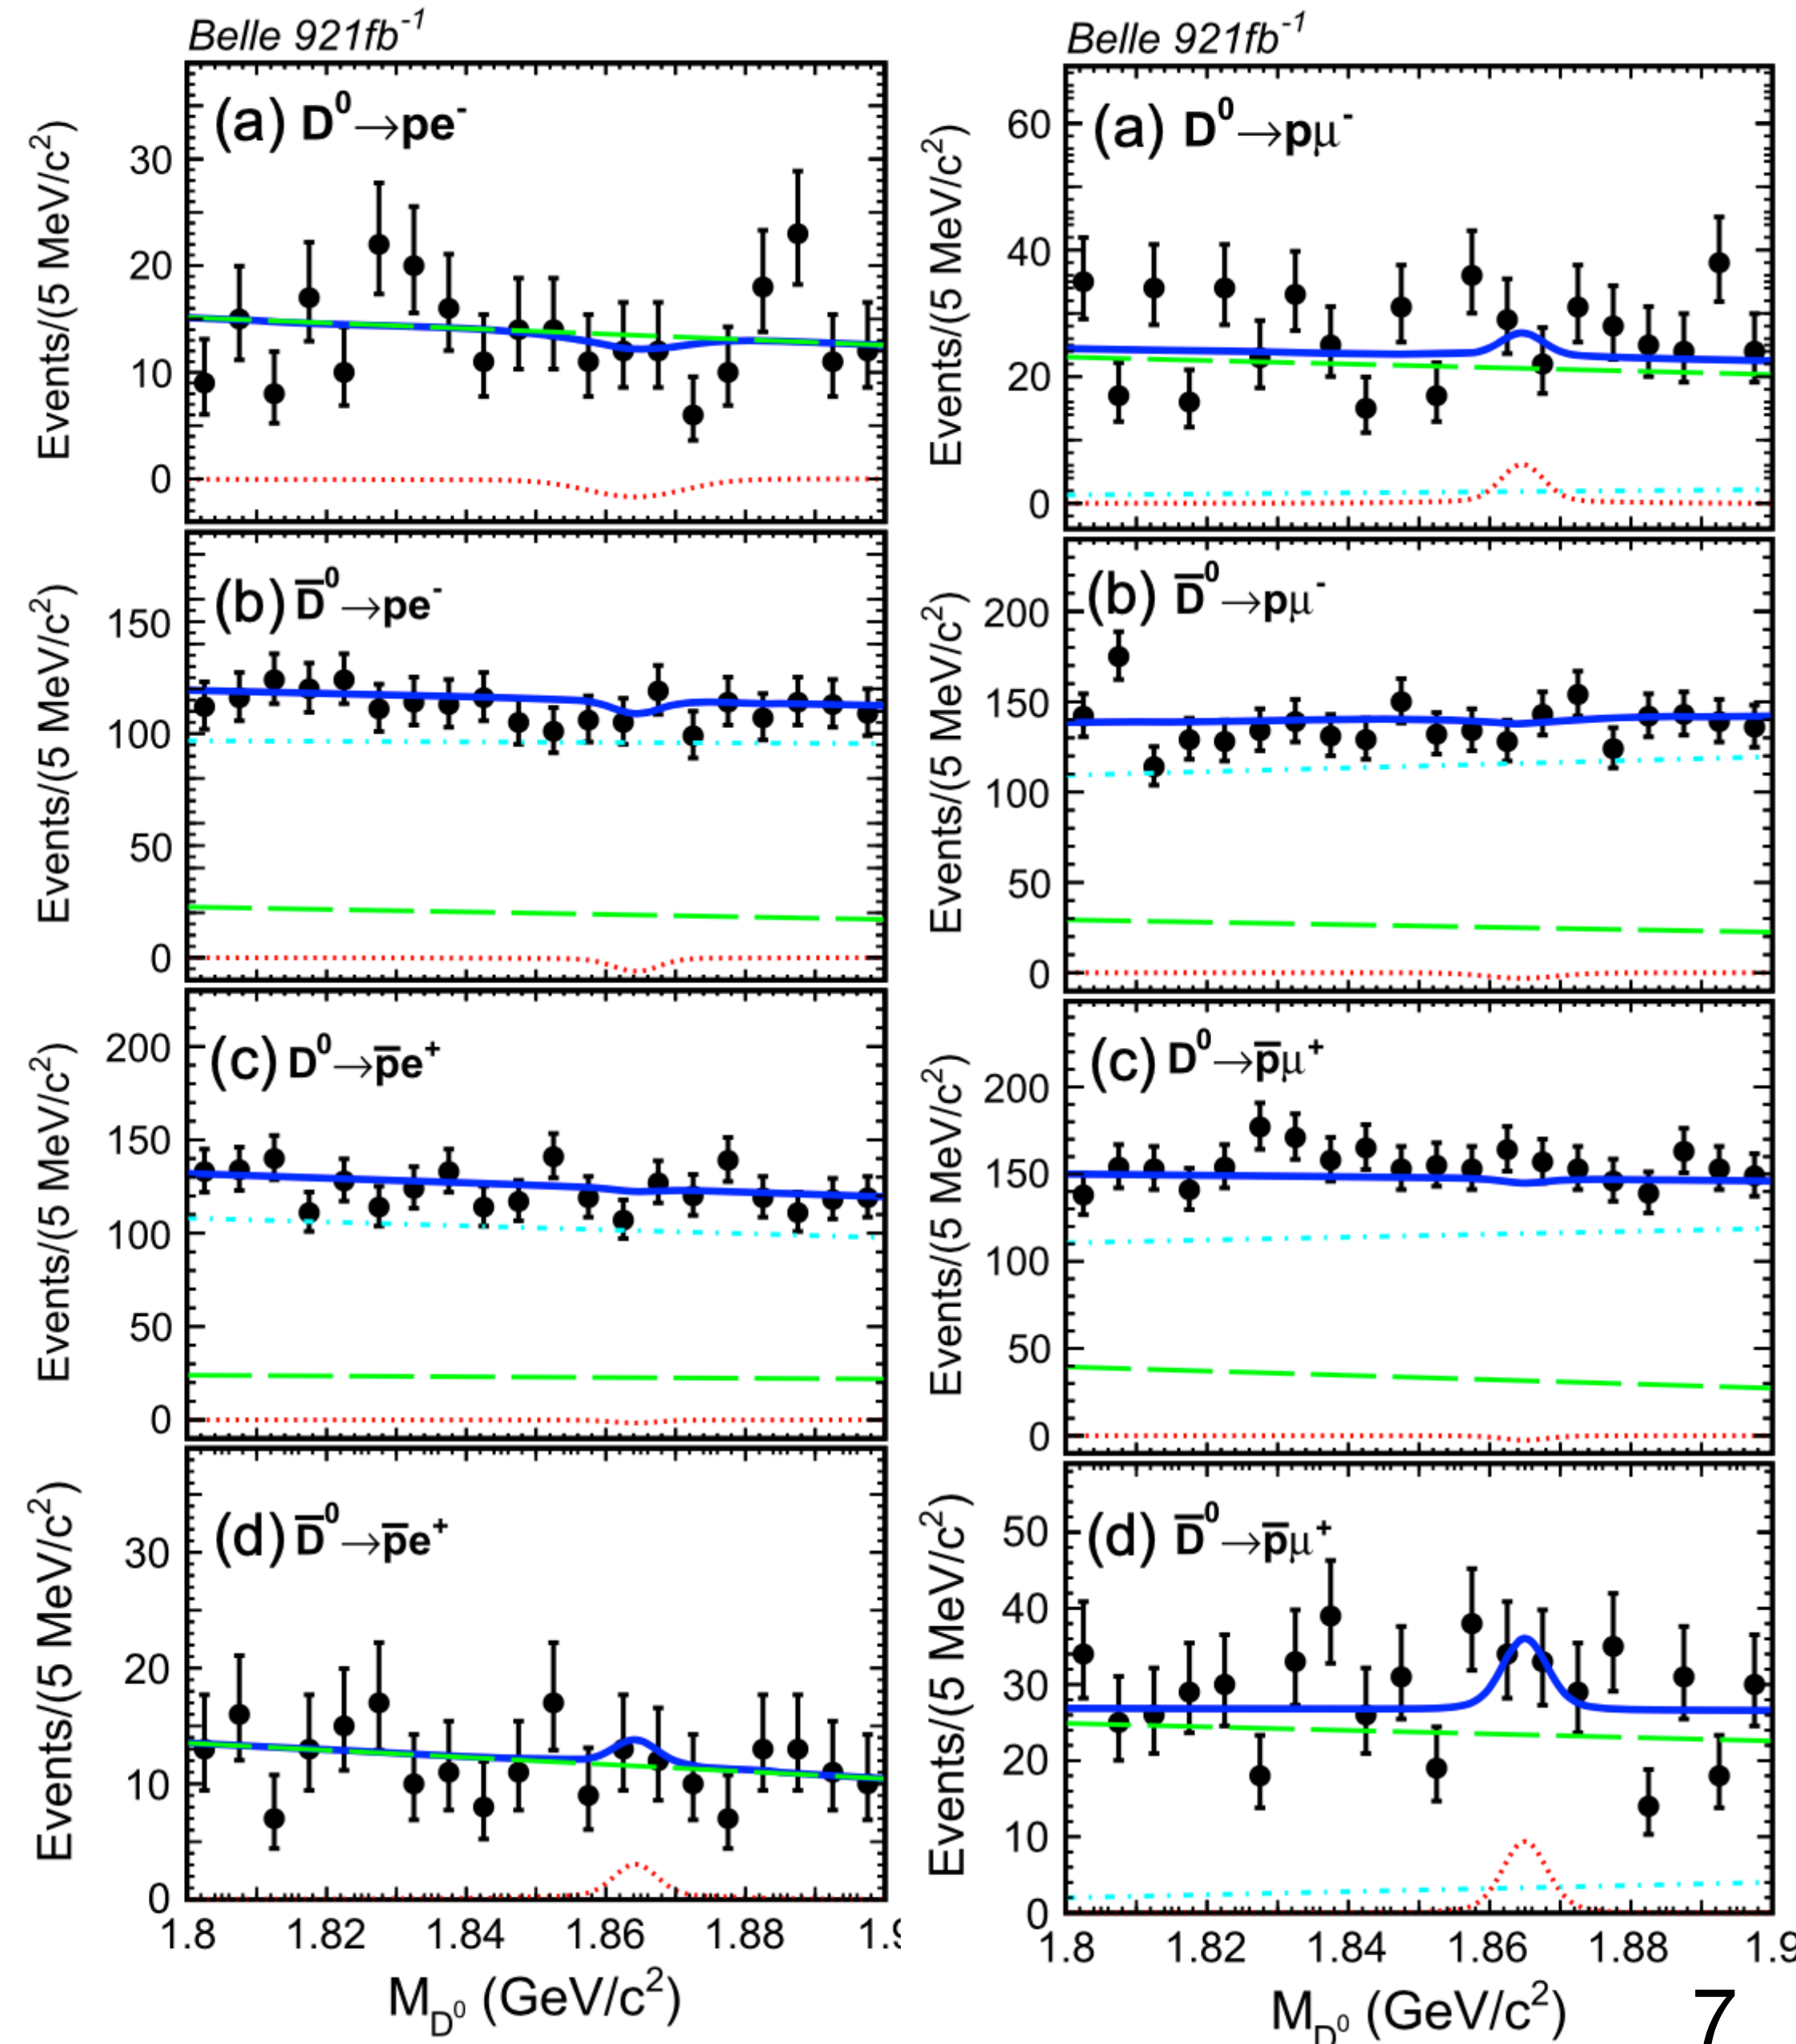 Belle 921fb⁻¹
(a) D⁰→pe⁻
Events/(5 MeV/c²)
30
20
10
0
(b) D̅⁰→pe⁻
Events/(5 MeV/c²)
150
100
50
0
(c) D⁰→p̅e⁺
Events/(5 MeV/c²)
200
150
100
50
0
(d) D̅⁰→p̅e⁺
Events/(5 MeV/c²)
30
20
10
0
1.8 1.82 1.84 1.86 1.88
M_D⁰ (GeV/c²)
Belle 921fb⁻¹
(a) D⁰→pμ⁻
Events/(5 MeV/c²)
60
40
20
0
(b) D̅⁰→pμ⁻
Events/(5 MeV/c²)
200
150
100
50
0
(c) D⁰→p̅μ⁺
Events/(5 MeV/c²)
200
150
100
50
0
(d) D̅⁰→p̅μ⁺
Events/(5 MeV/c²)
50
40
30
20
10
0
1.8 1.82 1.84 1.86 1.88 1.9
M_D⁰ (GeV/c²)
7